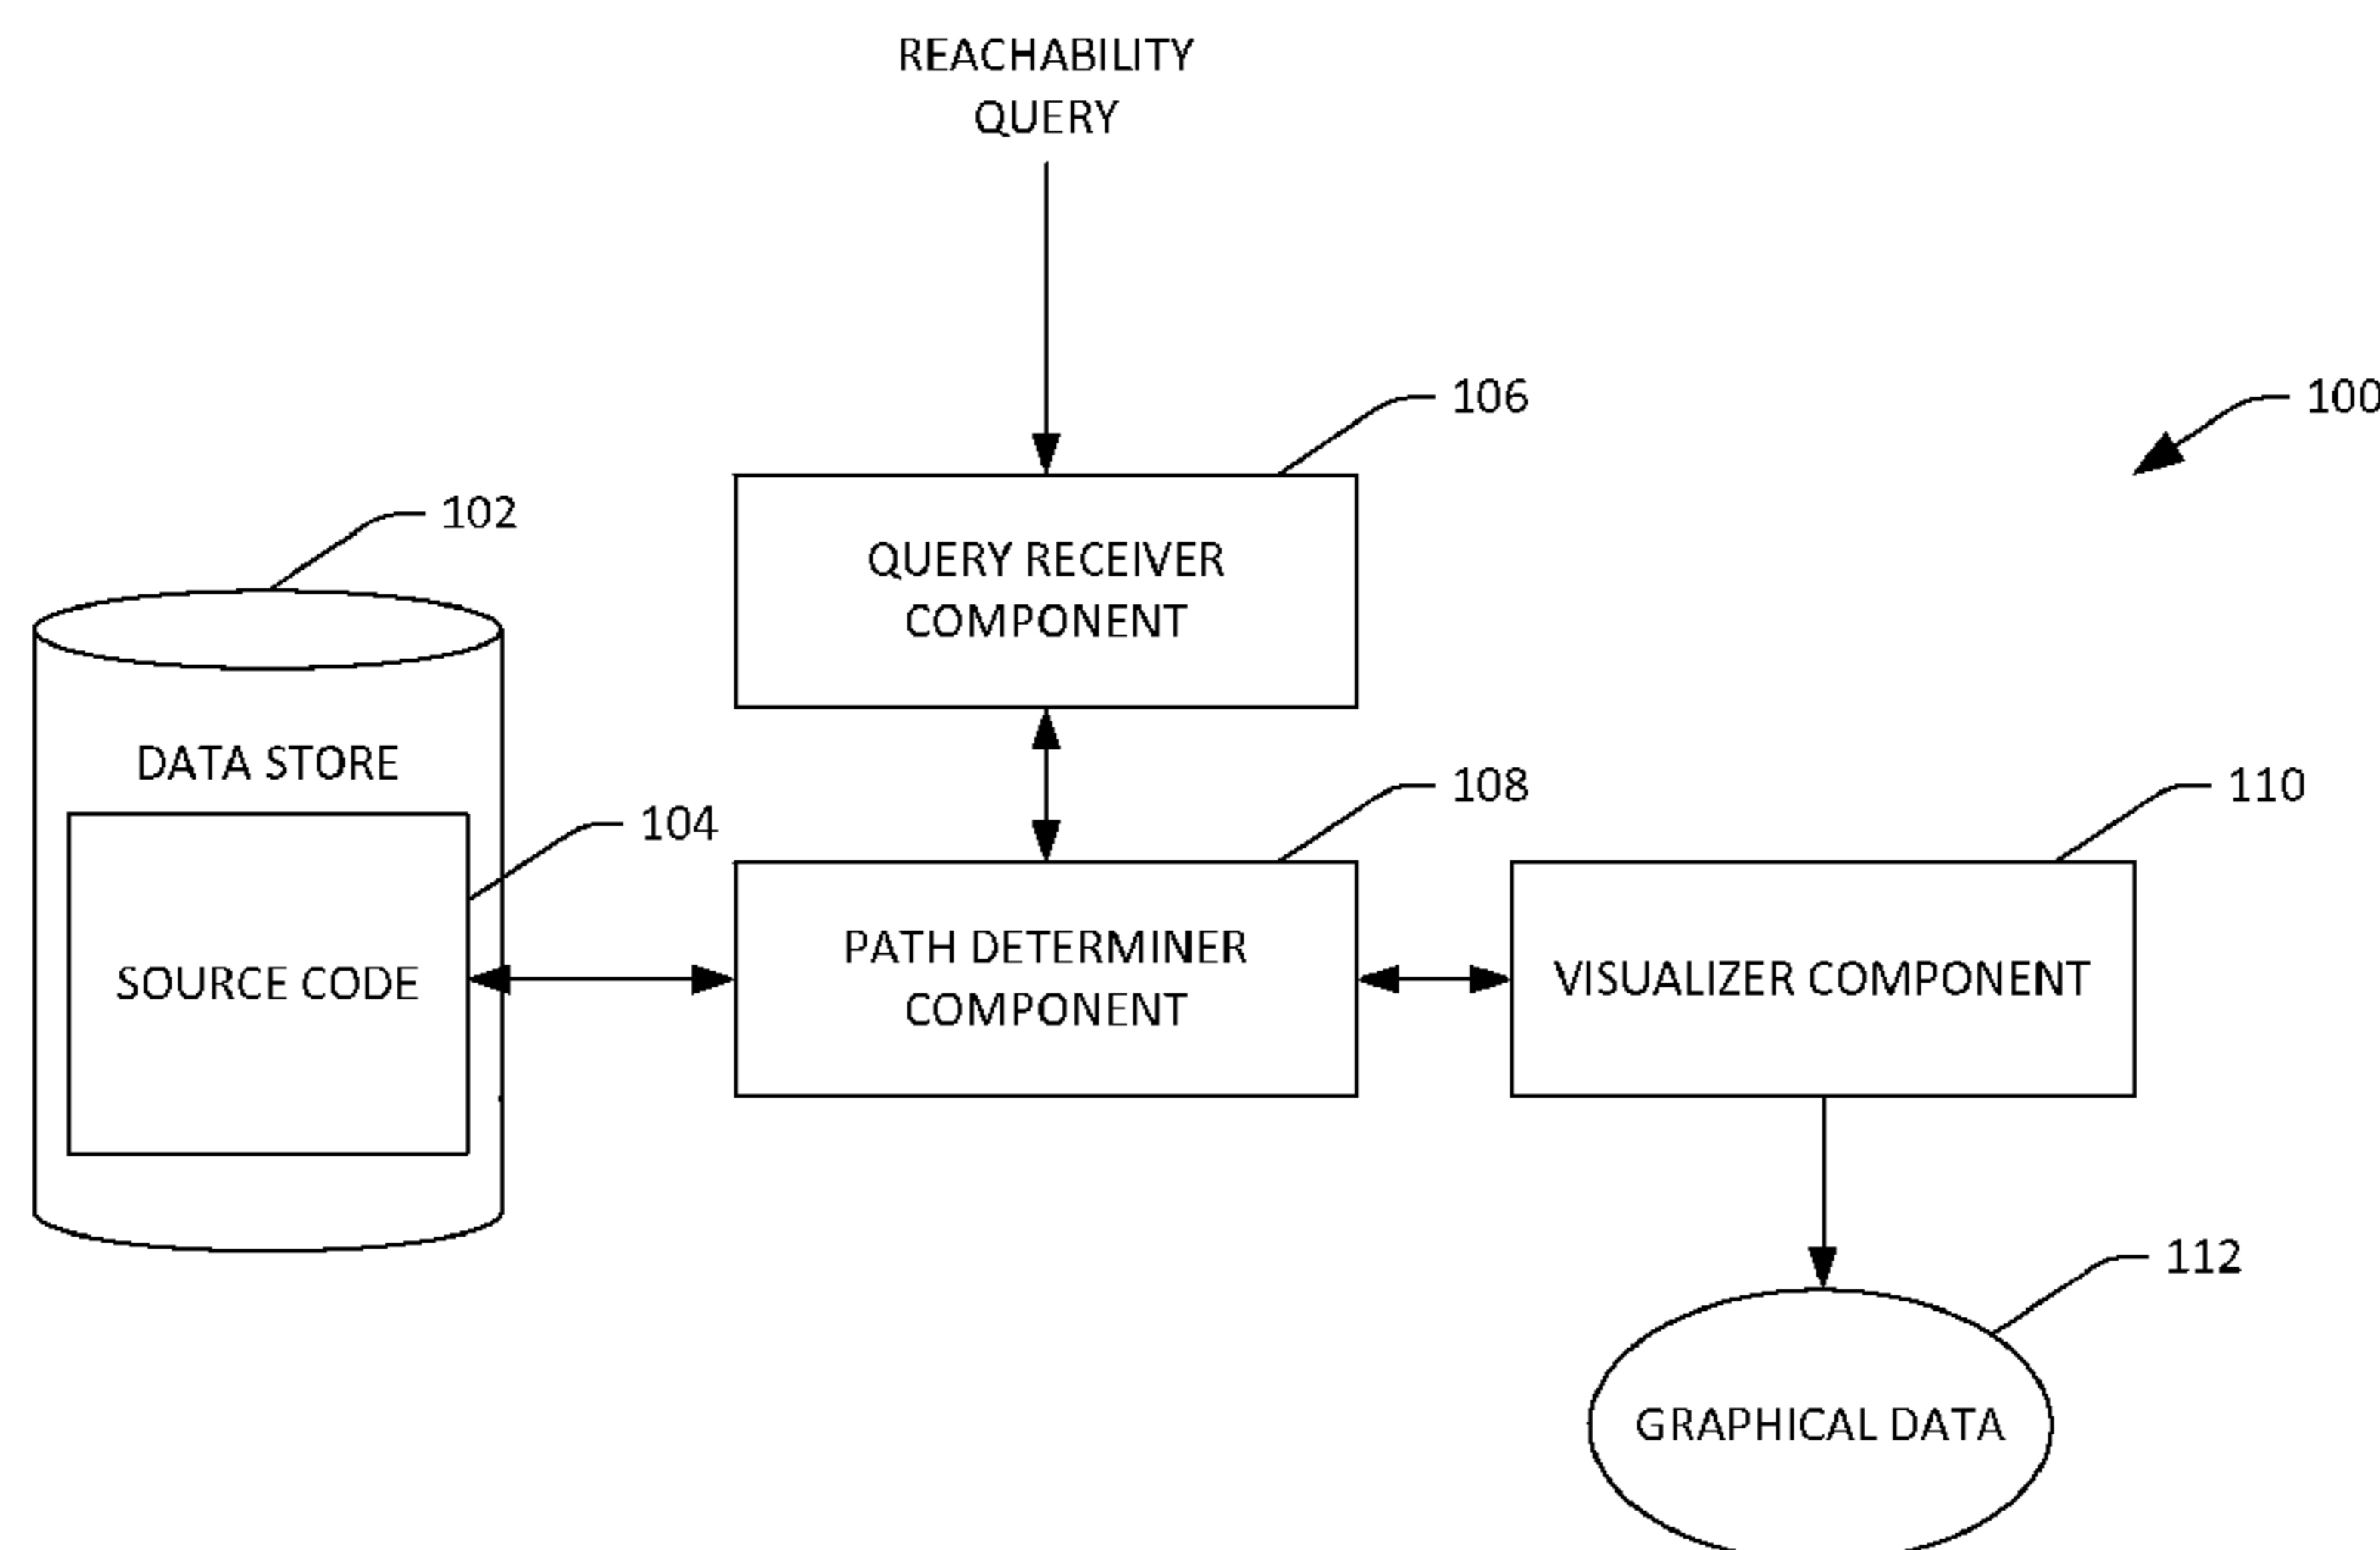 REACHABILITY
QUERY
106
100
102
QUERY RECEIVER
COMPONENT
DATA STORE
104
108
110
SOURCE CODE
PATH DETERMINER
COMPONENT
VISUALIZER COMPONENT
112
GRAPHICAL DATA